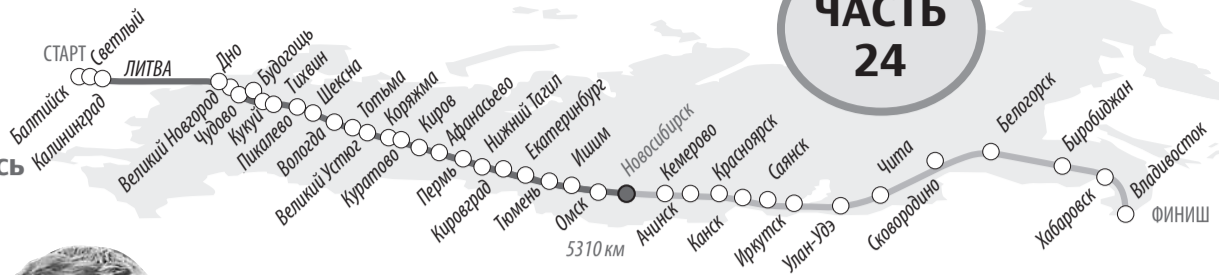 ЧАСТЬ
24
СТАРТ
Балтийск
Светлый
Калининград
ЛИТВА
Дно
Великий Новгород
Чудово
Будогощь
Кукуй
Тихвин
Пикалево
Шексна
Вологда
Тотьма
Великий Устюг
Коряжма
Куратово
Киров
Афанасьево
Пермь
Нижний Тагил
Кировград
Екатеринбург
Тюмень
Ишим
Омск
Новосибирск
5310 км
Кемерово
Ачинск
Красноярск
Канск
Саянск
Иркутск
Улан-Удэ
Чита
Сковородино
Белогорск
Биробиджан
Хабаровск
Владивосток
ФИНИШ
сь